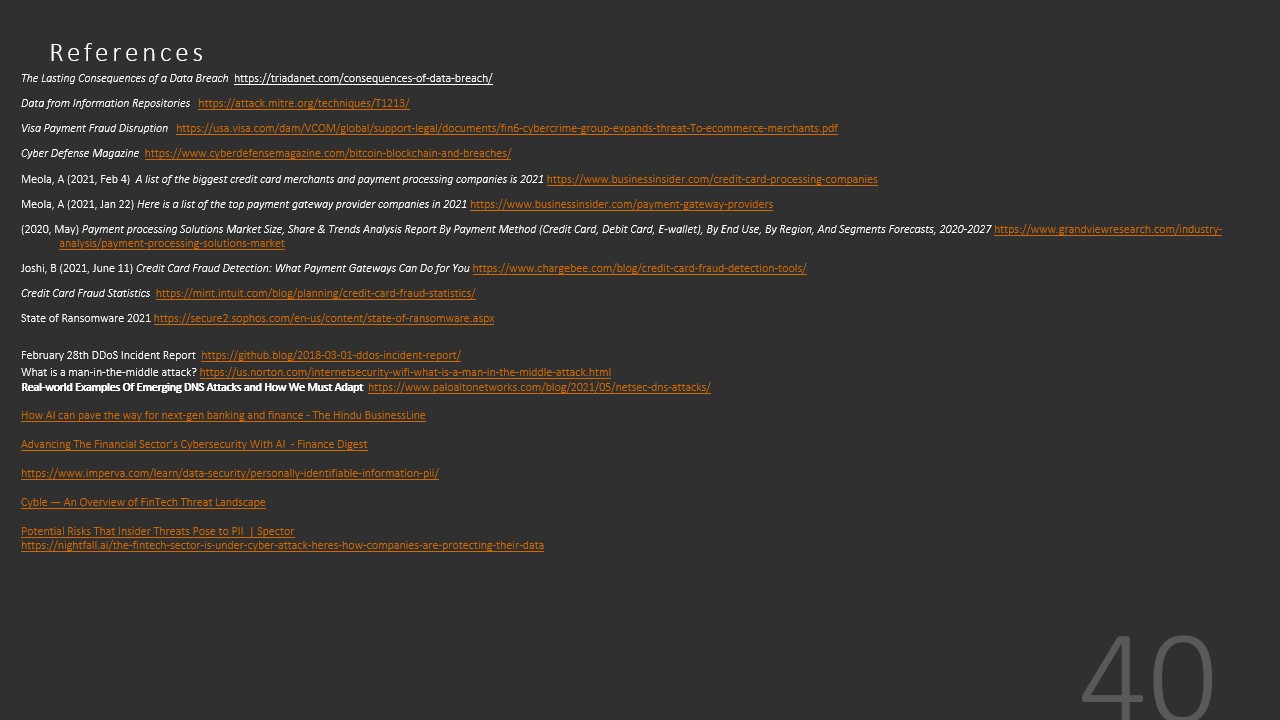 References
The Lasting Consequences of a Data Breach https://triadanet.com/consequences-of-data-breach/
Data from Information Repositories https://attack.mitre.org/techniques/T1213/
Visa Payment Fraud Disruption https://usa.visa.com/dam/VCOM/global/support-legal/documents/fin6-cybercrime-group-expands-threat-To-ecommerce-merchants.pdf
Cyber Defense Magazine https://www.cyberdefensemagazine.com/bitcoin-blockchain-and-breaches/
Meola, A (2021, Feb 4) A list of the biggest credit card merchants and payment processing companies is 2021 https://www.businessinsider.com/credit-card-processing-companies
Meola, A (2021, Jan 22) Here is a list of the top payment gateway provider companies in 2021 https://www.businessinsider.com/payment-gateway-providers
(2020, May) Payment processing Solutions Market Size, Share & Trends Analysis Report By Payment Method (Credit Card, Debit Card, E-wallet), By End Use, By Region, And Segments Forecasts, 2020-2027 https://www.grandviewresearch.com/industry-
analysis/payment-processing-solutions-market
Joshi, B (2021, June 11) Credit Card Fraud Detection: What Payment Gateways Can Do for You https://www.chargebee.com/blog/credit-card-fraud-detection-tools/
Credit Card Fraud Statistics https://mint.intuit.com/blog/planning/credit-card-fraud-statistics/
State of Ransomware 2021 https://secure2.sophos.com/en-us/content/state-of-ransomware.aspx
February 28th DDoS Incident Report https://github.blog/2018-03-01-ddos-incident-report/
What is a man-in-the-middle attack? https://us.norton.com/internetsecurity-wifi-what-is-a-man-in-the-middle-attack.html
Real-world Examples Of Emerging DNS Attacks and How We Must Adapt https://www.paloaltonetworks.com/blog/2021/05/netsec-dns-attacks/
How AI can pave the way for next-gen banking and finance - The Hindu BusinessLine
Advancing The Financial Sector's Cybersecurity With AI - Finance Digest
https://www.imperva.com/learn/data-security/personally-identifiable-information-pii/
Cyble — An Overview of FinTech Threat Landscape
Potential Risks That Insider Threats Pose to PII | Spector
https://nightfall.ai/the-fintech-sector-is-under-cyber-attack-heres-how-companies-are-protecting-their-data
40